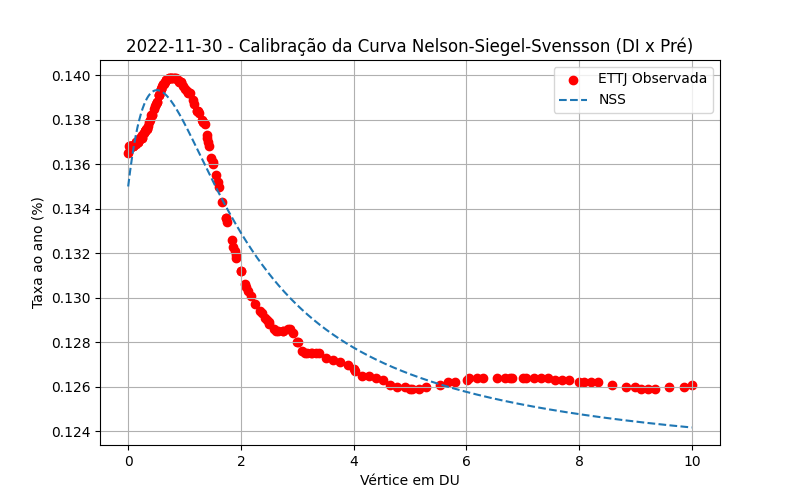 2022-11-30 - Calibração da Curva Nelson-Siegel-Svensson (DI x Pré)
ETTJ Observada
NSS
Taxa ao ano (%)
0.140
0.138
0.136
0.134
0.132
0.130
0.128
0.126
0.124
0 2 4 6 8 10
Vértice em DU